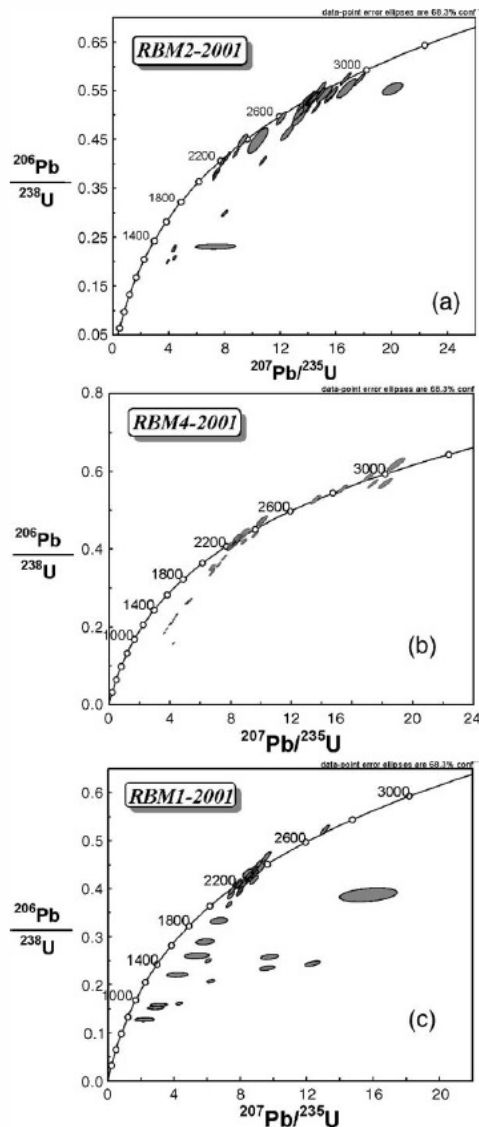 data-point error ellipses are 68.3% conf
RBM2-2001
0.65
0.55
0.45
0.35
0.25
0.15
0.05
206Pb
238U
3000
2600
2200
1800
1400
(a)
0 4 8 12 16 20 24
207Pb/235U
data-point error ellipses are 68.3% conf
RBM4-2001
0.8
0.6
0.4
0.2
0.0
206Pb
238U
3000
2600
2200
1800
1400
1000
(b)
0 4 8 12 16 20 24
207Pb/235U
data-point error ellipses are 68.3% conf
RBM1-2001
0.6
0.5
0.4
0.3
0.2
0.1
0.0
206Pb
238U
3000
2600
2200
1800
1400
1000
(c)
0 4 8 12 16 20
207Pb/235U